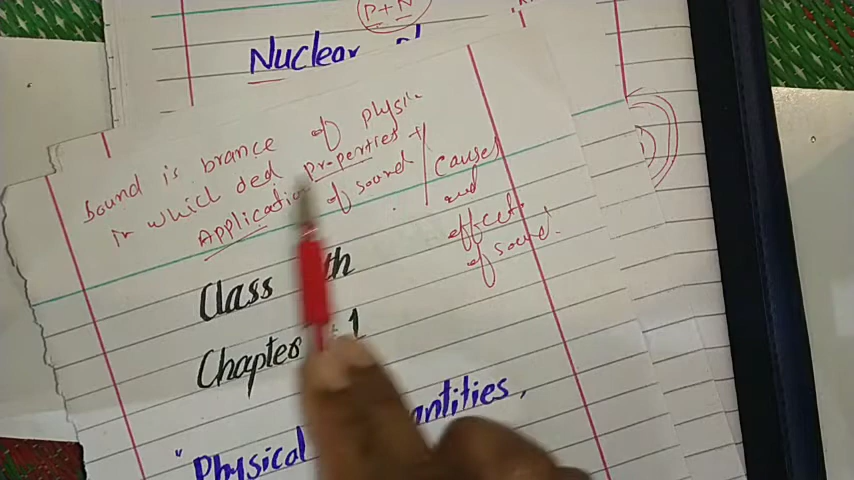 P+N
Nuclear
Sound is brance of physic
in which ded properties +
Application of sound
Causes
and
effects
of sound.
Class th
Chapter 1
"Physical antities,